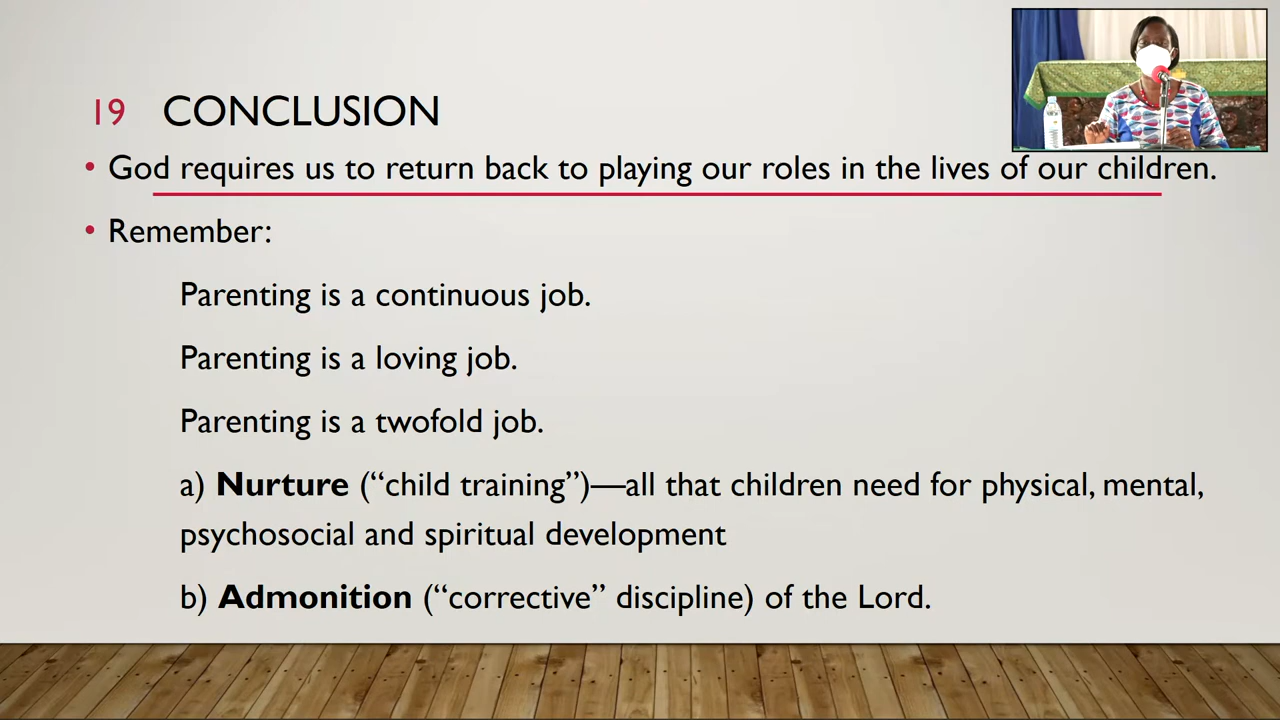 19 CONCLUSION
• God requires us to return back to playing our roles in the lives of our children.
• Remember:
Parenting is a continuous job.
Parenting is a loving job.
Parenting is a twofold job.
a) Nurture (“child training”)—all that children need for physical, mental,
psychosocial and spiritual development
b) Admonition (“corrective” discipline) of the Lord.